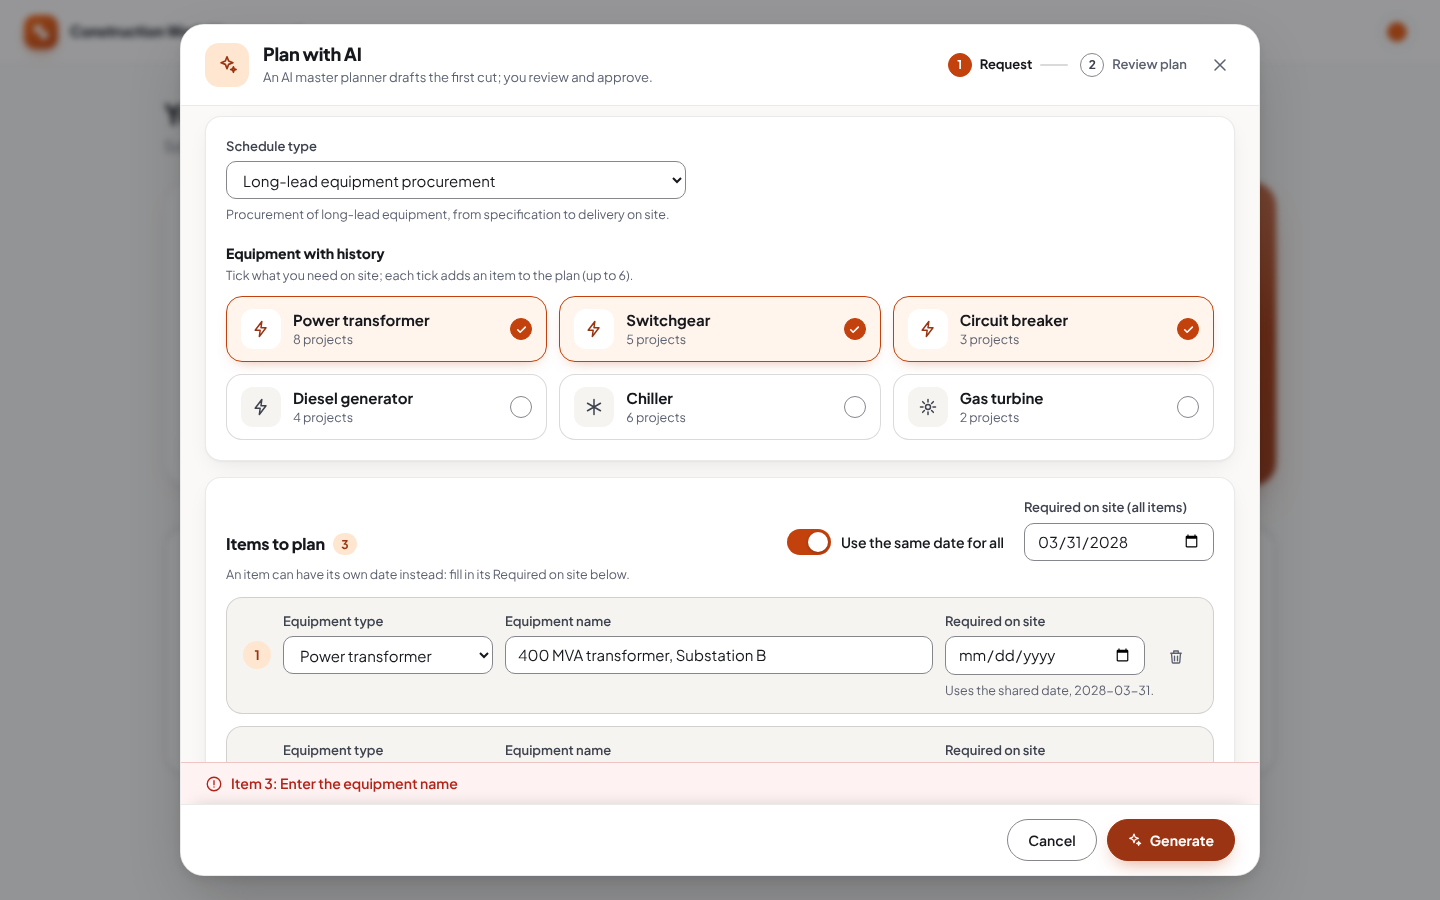 Plan with AI
An AI master planner drafts the first cut; you review and approve.
1 Request
2 Review plan
Schedule type
Long-lead equipment procurement
Procurement of long-lead equipment, from specification to delivery on site.
Equipment with history
Tick what you need on site; each tick adds an item to the plan (up to 6).
Power transformer
8 projects
Switchgear
5 projects
Circuit breaker
3 projects
Diesel generator
4 projects
Chiller
6 projects
Gas turbine
2 projects
Required on site (all items)
Items to plan 3
Use the same date for all
03/31/2028
An item can have its own date instead: fill in its Required on site below.
Equipment type
Equipment name
Required on site
1
Power transformer
400 MVA transformer, Substation B
mm/dd/yyyy
Uses the shared date, 2028-03-31.
Equipment type
Equipment name
Required on site
Item 3: Enter the equipment name
Cancel
Generate